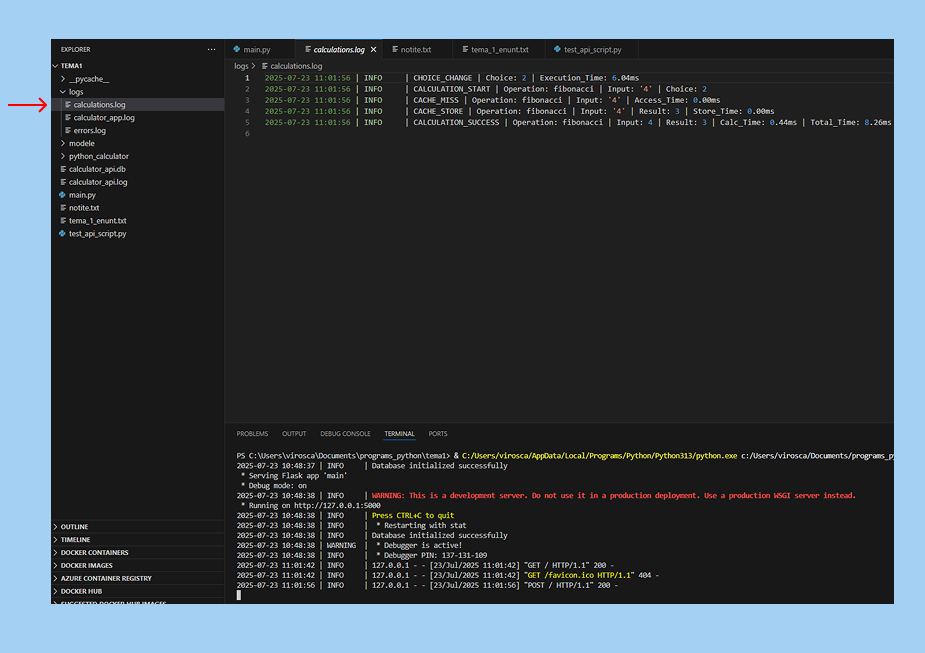 EXPLORER
TEMA1
__pycache__
logs
calculations.log
calculator_app.log
errors.log
modele
python_calculator
calculator_api.db
calculator_api.log
main.py
notite.txt
tema_1_enunt.txt
test_api_script.py
OUTLINE
TIMELINE
DOCKER CONTAINERS
DOCKER IMAGES
AZURE CONTAINER REGISTRY
DOCKER HUB
SUGGESTED DOCKER HUB IMAGES
main.py calculations.log notite.txt tema_1_enunt.txt test_api_script.py
logs > calculations.log
1 2025-07-23 11:01:56 | INFO | CHOICE_CHANGE | Choice: 2 | Execution_Time: 6.04ms
2 2025-07-23 11:01:56 | INFO | CALCULATION_START | Operation: fibonacci | Input: '4' | Choice: 2
3 2025-07-23 11:01:56 | INFO | CACHE_MISS | Operation: fibonacci | Input: '4' | Access_Time: 0.00ms
4 2025-07-23 11:01:56 | INFO | CACHE_STORE | Operation: fibonacci | Input: '4' | Result: 3 | Store_Time: 0.00ms
5 2025-07-23 11:01:56 | INFO | CALCULATION_SUCCESS | Operation: fibonacci | Input: 4 | Result: 3 | Calc_Time: 0.44ms | Total_Time: 8.26ms
6
PROBLEMS OUTPUT DEBUG CONSOLE TERMINAL PORTS
PS C:\Users\virosca\Documents\programs_python\tema1> & C:/Users/virosca/AppData/Local/Programs/Python/Python313/python.exe c:/Users/virosca/Documents/programs_py
2025-07-23 10:48:37 | INFO | Database initialized successfully
* Serving Flask app 'main'
* Debug mode: on
2025-07-23 10:48:38 | INFO | WARNING: This is a development server. Do not use it in a production deployment. Use a production WSGI server instead.
* Running on http://127.0.0.1:5000
2025-07-23 10:48:38 | INFO | Press CTRL+C to quit
2025-07-23 10:48:38 | INFO | * Restarting with stat
2025-07-23 10:48:38 | INFO | Database initialized successfully
2025-07-23 10:48:38 | WARNING | * Debugger is active!
2025-07-23 10:48:38 | INFO | * Debugger PIN: 137-131-109
2025-07-23 11:01:42 | INFO | 127.0.0.1 - - [23/Jul/2025 11:01:42] "GET / HTTP/1.1" 200 -
2025-07-23 11:01:42 | INFO | 127.0.0.1 - - [23/Jul/2025 11:01:42] "GET /favicon.ico HTTP/1.1" 404 -
2025-07-23 11:01:56 | INFO | 127.0.0.1 - - [23/Jul/2025 11:01:56] "POST / HTTP/1.1" 200 -